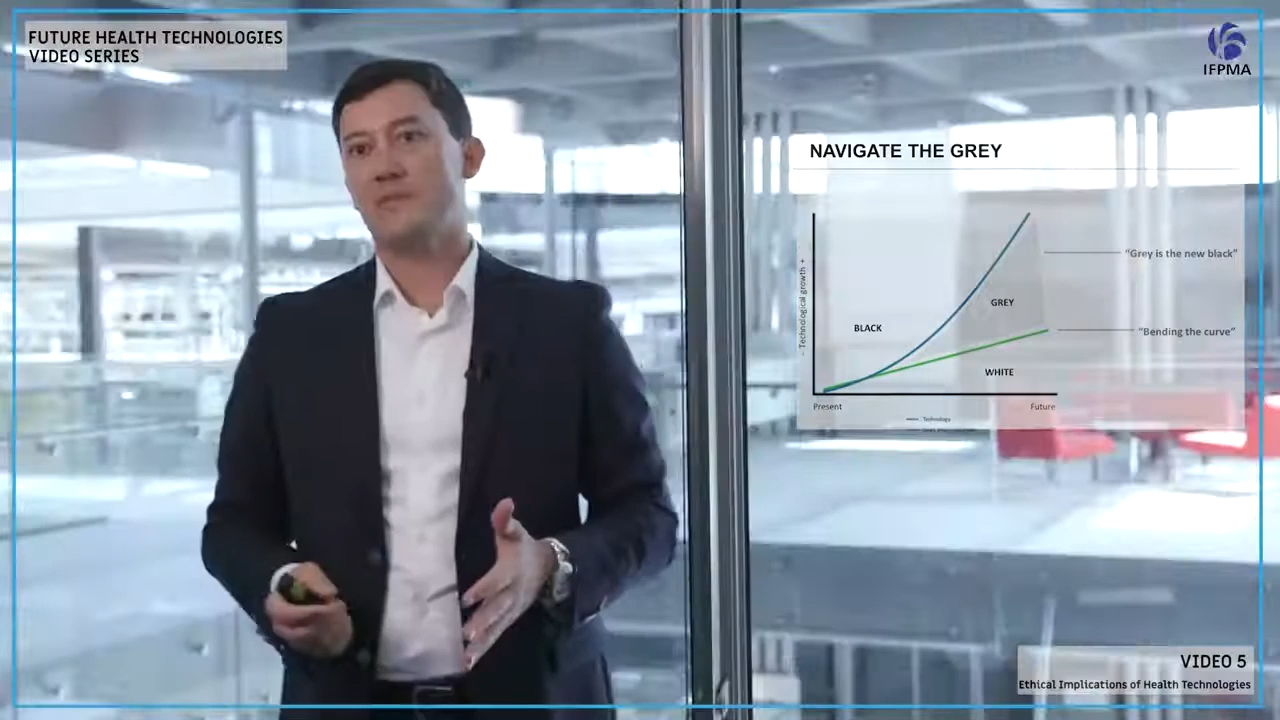 FUTURE HEALTH TECHNOLOGIES
VIDEO SERIES
IFPMA
NAVIGATE THE GREY
- Technological growth +
"Grey is the new black"
GREY
BLACK
"Bending the curve"
WHITE
Present
Future
Technology
VIDEO 5
Ethical Implications of Health Technologies